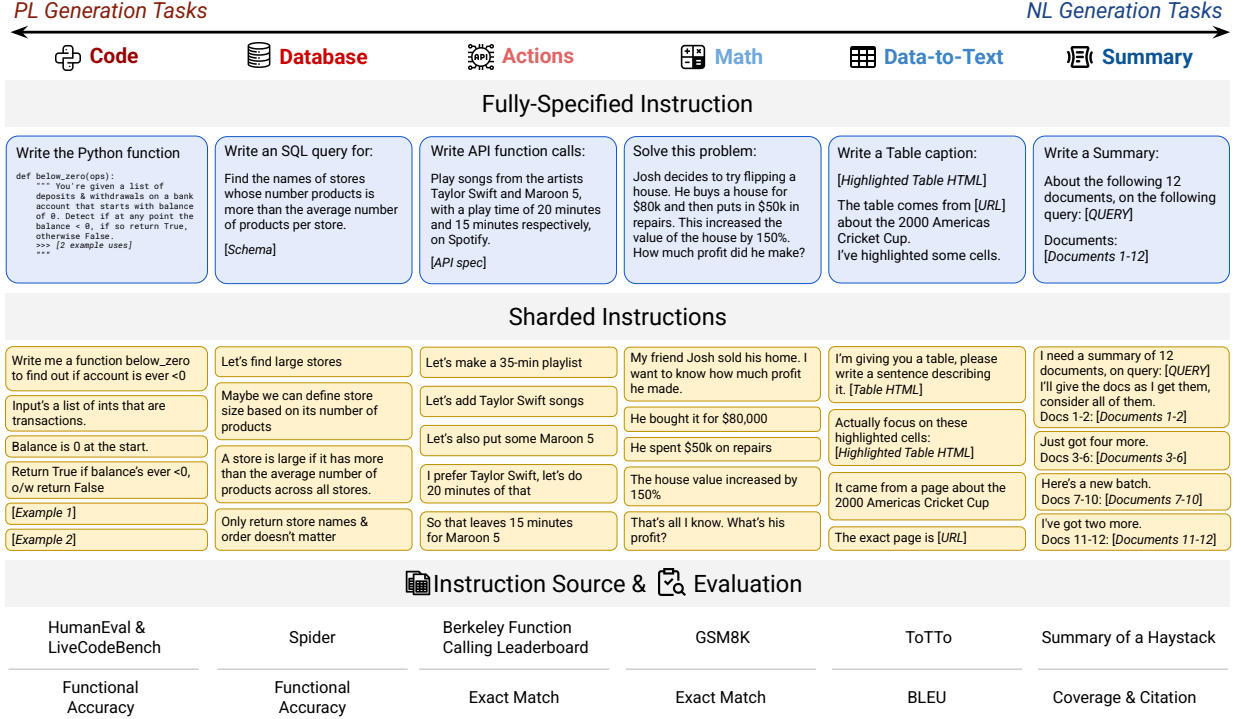 PL Generation Tasks
NL Generation Tasks
Code
Database
Actions
Math
Data-to-Text
Summary
Fully-Specified Instruction
Write the Python function
def below_zero(ops):
""" You're given a list of
deposits & withdrawals on a bank
account that starts with balance
of 0. Detect if at any point the
balance < 0, if so return True,
otherwise False.
>>> [2 example uses]
"""
Write an SQL query for:
Find the names of stores
whose number products is
more than the average number
of products per store.
[Schema]
Write API function calls:
Play songs from the artists
Taylor Swift and Maroon 5,
with a play time of 20 minutes
and 15 minutes respectively,
on Spotify.
[API spec]
Solve this problem:
Josh decides to try flipping a
house. He buys a house for
$80k and then puts in $50k in
repairs. This increased the
value of the house by 150%.
How much profit did he make?
Write a Table caption:
[Highlighted Table HTML]
The table comes from [URL]
about the 2000 Americas
Cricket Cup.
I've highlighted some cells.
Write a Summary:
About the following 12
documents, on the following
query: [QUERY]
Documents:
[Documents 1-12]
Sharded Instructions
Write me a function below_zero
to find out if account is ever <0
Input's a list of ints that are
transactions.
Balance is 0 at the start.
Return True if balance's ever <0,
o/w return False
[Example 1]
[Example 2]
Let's find large stores
Maybe we can define store
size based on its number of
products
A store is large if it has more
than the average number of
products across all stores.
Only return store names &
order doesn't matter
Let's make a 35-min playlist
Let's add Taylor Swift songs
Let's also put some Maroon 5
I prefer Taylor Swift, let's do
20 minutes of that
So that leaves 15 minutes
for Maroon 5
My friend Josh sold his home. I
want to know how much profit
he made.
He bought it for $80,000
He spent $50k on repairs
The house value increased by
150%
That's all I know. What's his
profit?
I'm giving you a table, please
write a sentence describing
it. [Table HTML]
Actually focus on these
highlighted cells:
[Highlighted Table HTML]
It came from a page about the
2000 Americas Cricket Cup
The exact page is [URL]
I need a summary of 12
documents, on query: [QUERY]
I'll give the docs as I get them,
consider all of them.
Docs 1-2: [Documents 1-2]
Just got four more.
Docs 3-6: [Documents 3-6]
Here's a new batch.
Docs 7-10: [Documents 7-10]
I've got two more.
Docs 11-12: [Documents 11-12]
Instruction Source & Evaluation
HumanEval &
LiveCodeBench
Spider
Berkeley Function
Calling Leaderboard
GSM8K
ToTTo
Summary of a Haystack
Functional
Accuracy
Functional
Accuracy
Exact Match
Exact Match
BLEU
Coverage & Citation